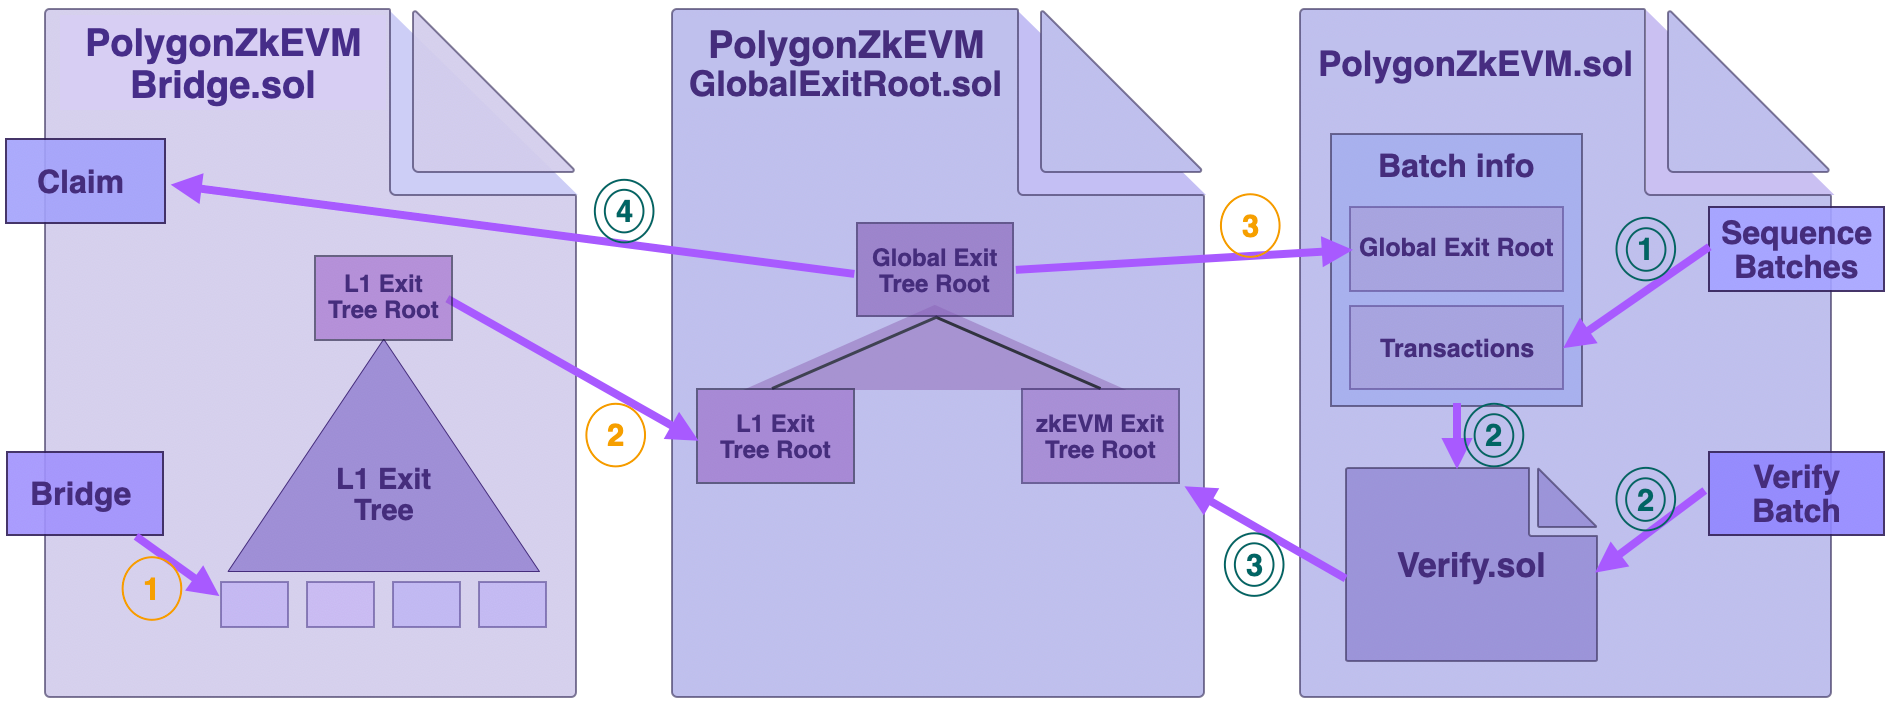 PolygonZkEVM
Bridge.sol
Claim
L1 Exit
Tree Root
L1 Exit
Tree
Bridge
1
2
4
PolygonZkEVM
GlobalExitRoot.sol
Global Exit
Tree Root
L1 Exit
Tree Root
zkEVM Exit
Tree Root
3
3
PolygonZkEVM.sol
Batch info
Global Exit Root
Transactions
1
Sequence
Batches
2
2
Verify
Batch
Verify.sol